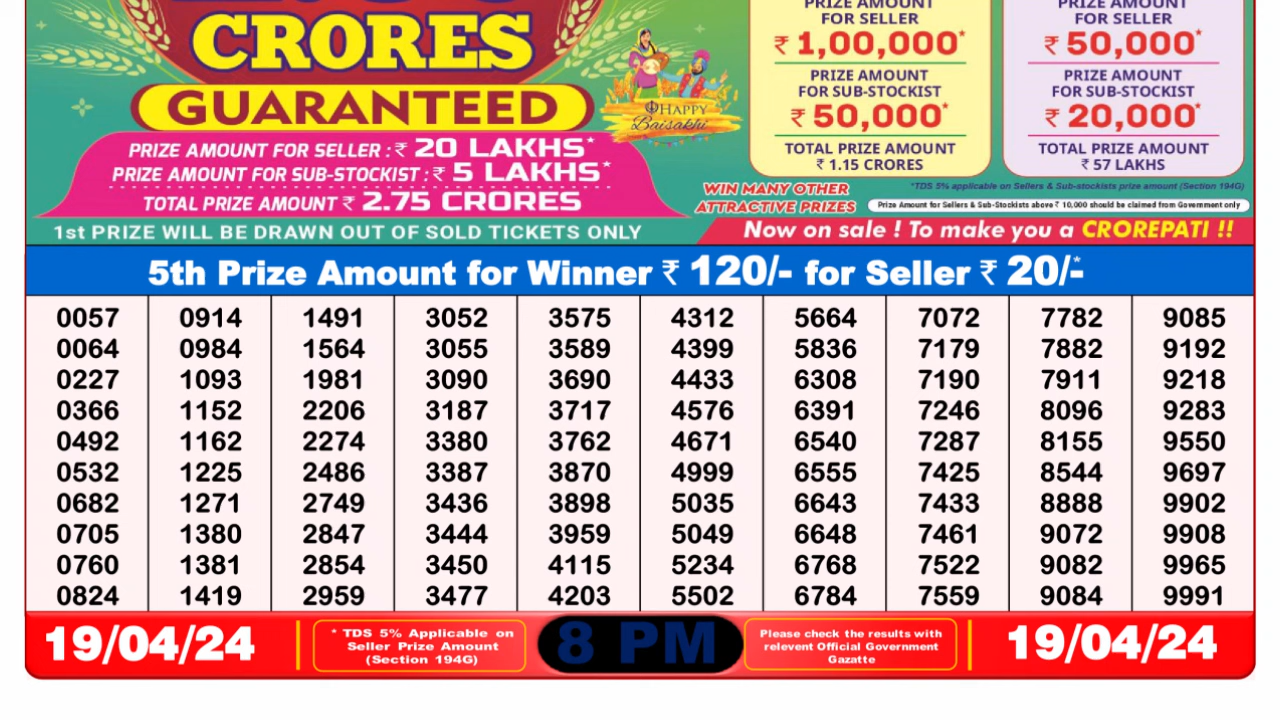 CRORES
GUARANTEED
HAPPY
Baisakhi
PRIZE AMOUNT FOR SELLER : ₹ 20 LAKHS*
PRIZE AMOUNT FOR SUB-STOCKIST : ₹ 5 LAKHS*
TOTAL PRIZE AMOUNT ₹ 2.75 CRORES
1st PRIZE WILL BE DRAWN OUT OF SOLD TICKETS ONLY
PRIZE AMOUNT
FOR SELLER
₹ 1,00,000*
PRIZE AMOUNT
FOR SUB-STOCKIST
₹ 50,000*
TOTAL PRIZE AMOUNT
₹ 1.15 CRORES
PRIZE AMOUNT
FOR SELLER
₹ 50,000*
PRIZE AMOUNT
FOR SUB-STOCKIST
₹ 20,000*
TOTAL PRIZE AMOUNT
₹ 57 LAKHS
WIN MANY OTHER
ATTRACTIVE PRIZES
*TDS 5% applicable on Sellers & Sub-stockists prize amount (Section 194G)
Prize Amount for Sellers & Sub-Stockists above ₹ 10,000 should be claimed from Government only
Now on sale ! To make you a CROREPATI !!
5th Prize Amount for Winner ₹ 120/- for Seller ₹ 20/-*
0057 0914 1491 3052 3575 4312 5664 7072 7782 9085
0064 0984 1564 3055 3589 4399 5836 7179 7882 9192
0227 1093 1981 3090 3690 4433 6308 7190 7911 9218
0366 1152 2206 3187 3717 4576 6391 7246 8096 9283
0492 1162 2274 3380 3762 4671 6540 7287 8155 9550
0532 1225 2486 3387 3870 4999 6555 7425 8544 9697
0682 1271 2749 3436 3898 5035 6643 7433 8888 9902
0705 1380 2847 3444 3959 5049 6648 7461 9072 9908
0760 1381 2854 3450 4115 5234 6768 7522 9082 9965
0824 1419 2959 3477 4203 5502 6784 7559 9084 9991
19/04/24
* TDS 5% Applicable on
Seller Prize Amount
(Section 194G)
8 PM
Please check the results with
relevent Official Government
Gazatte
19/04/24